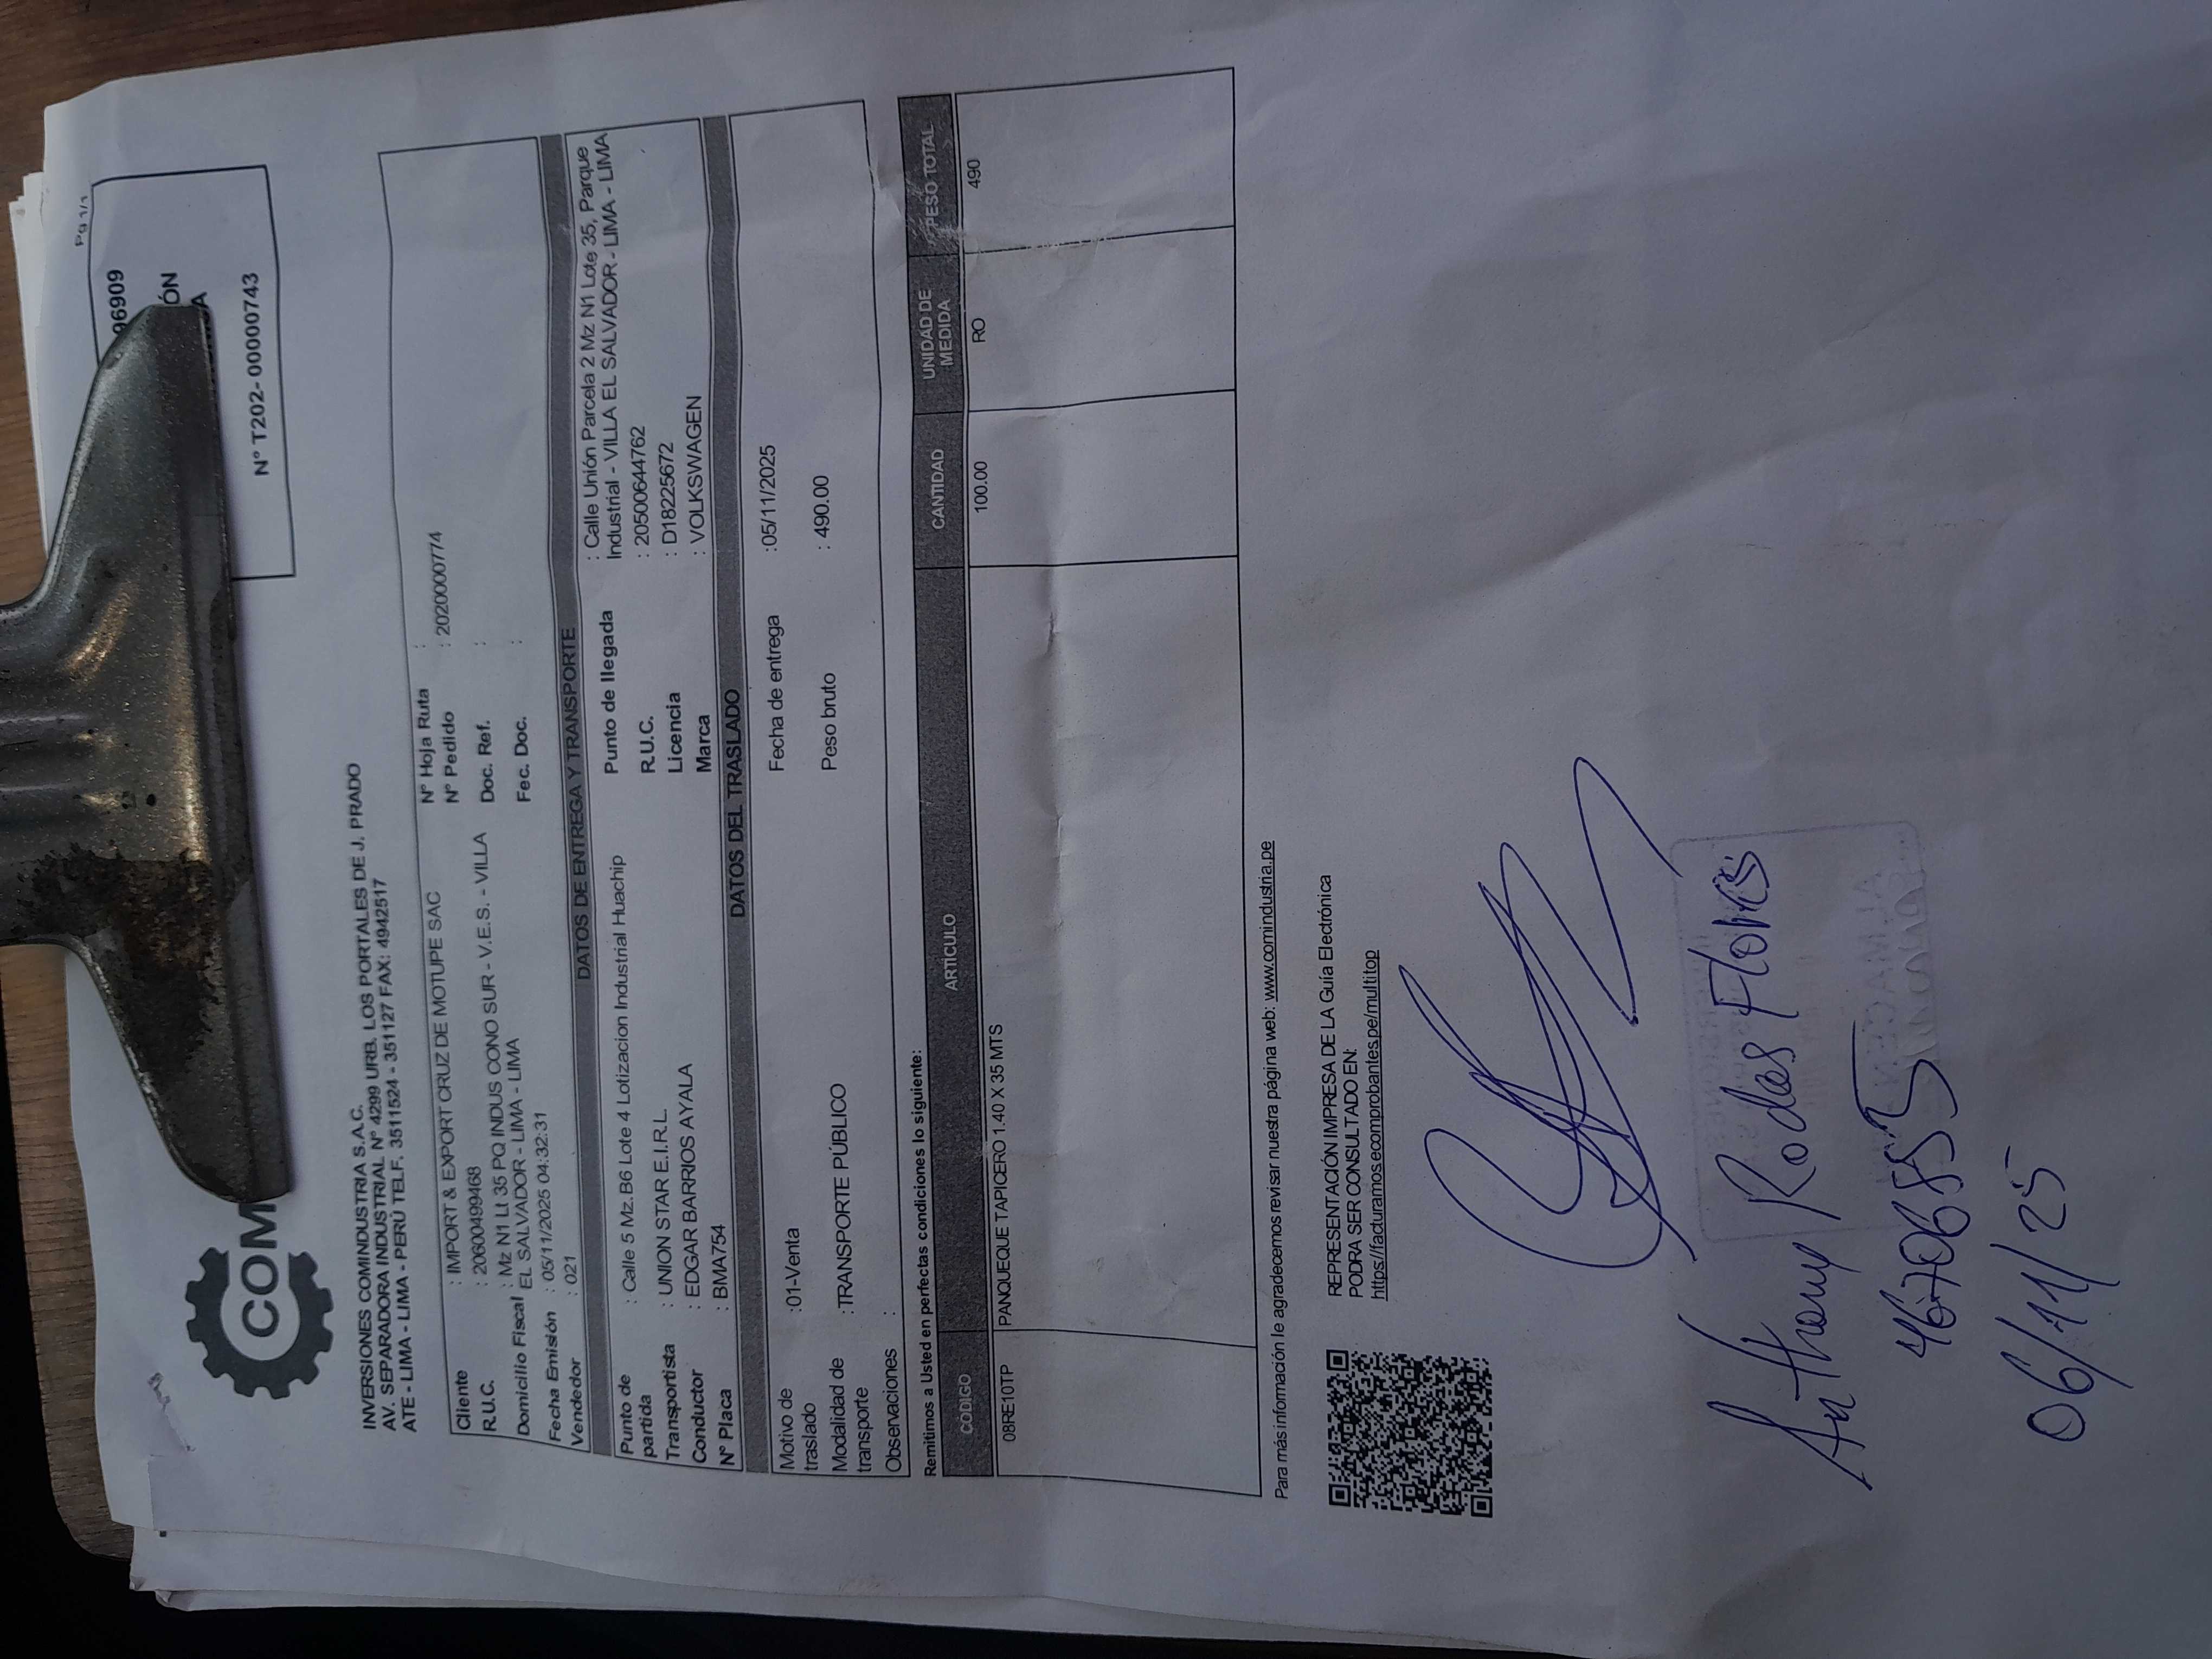 Pg 1/1
96909
ÓN
Nº T202- 00000743
COM
INVERSIONES COMINDUSTRIA S.A.C.
AV. SEPARADORA INDUSTRIAL Nº 4299 URB. LOS PORTALES DE J. PRADO
ATE - LIMA - LIMA - PERÚ TELF. 3511524 - 351127 FAX: 4942517
Cliente : IMPORT & EXPORT CRUZ DE MOTUPE SAC
R.U.C. : 20600499468
Domicilio Fiscal : Mz N1 Lt 35 PQ INDUS CONO SUR - V.E.S. - VILLA
EL SALVADOR - LIMA - LIMA
Fecha Emisión : 05/11/2025 04:32:31
Vendedor : 021
Nº Hoja Ruta :
Nº Pedido : 2020000774
Doc. Ref. :
Fec. Doc. :
DATOS DE ENTREGA Y TRANSPORTE
Punto de partida : Calle 5 Mz.B6 Lote 4 Lotizacion Industrial Huachip
Transportista : UNION STAR E.I.R.L.
Conductor : EDGAR BARRIOS AYALA
Nº Placa : BMA754
Punto de llegada : Calle Unión Parcela 2 Mz N1 Lote 35, Parque
Industrial - VILLA EL SALVADOR - LIMA - LIMA
R.U.C. : 20500644762
Licencia : D18225672
Marca : VOLKSWAGEN
DATOS DEL TRASLADO
Motivo de traslado :01-Venta
Modalidad de transporte :TRANSPORTE PÚBLICO
Observaciones :
Fecha de entrega :05/11/2025
Peso bruto : 490.00
Remitimos a Usted en perfectas condiciones lo siguiente:
CODIGO ARTICULO CANTIDAD UNIDAD DE MEDIDA PESO TOTAL
08RE10TP PANQUEQUE TAPICERO 1.40 X 35 MTS 100.00 RO 490
Para más información le agradecemos revisar nuestra página web: www.comindustria.pe
REPRESENTACIÓN IMPRESA DE LA Guía Electrónica
PODRA SER CONSULTADO EN:
https://facturamos.ecomprobantes.pe/multitop
Anthony Rodas Flores
46706855
06/11/25